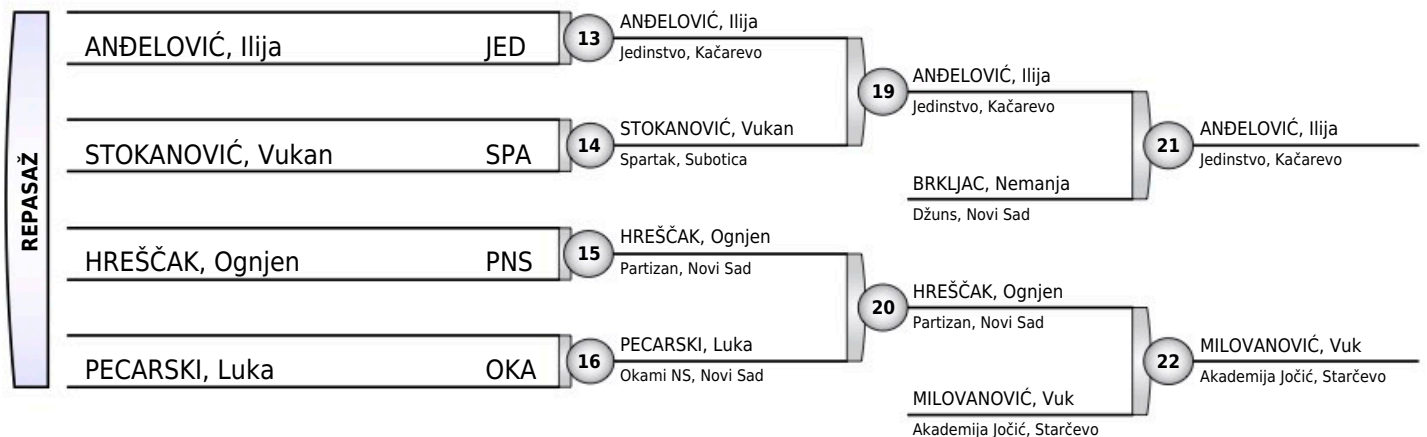 REPASAŽ
ANĐELOVIĆ, Ilija JED
STOKANOVIĆ, Vukan SPA
HREŠČAK, Ognjen PNS
PECARSKI, Luka OKA
13
ANĐELOVIĆ, Ilija
Jedinstvo, Kačarevo
14
STOKANOVIĆ, Vukan
Spartak, Subotica
15
HREŠČAK, Ognjen
Partizan, Novi Sad
16
PECARSKI, Luka
Okami NS, Novi Sad
19
ANĐELOVIĆ, Ilija
Jedinstvo, Kačarevo
BRKLJAC, Nemanja
Džuns, Novi Sad
20
HREŠČAK, Ognjen
Partizan, Novi Sad
MILOVANOVIĆ, Vuk
Akademija Jočić, Starčevo
21
ANĐELOVIĆ, Ilija
Jedinstvo, Kačarevo
22
MILOVANOVIĆ, Vuk
Akademija Jočić, Starčevo